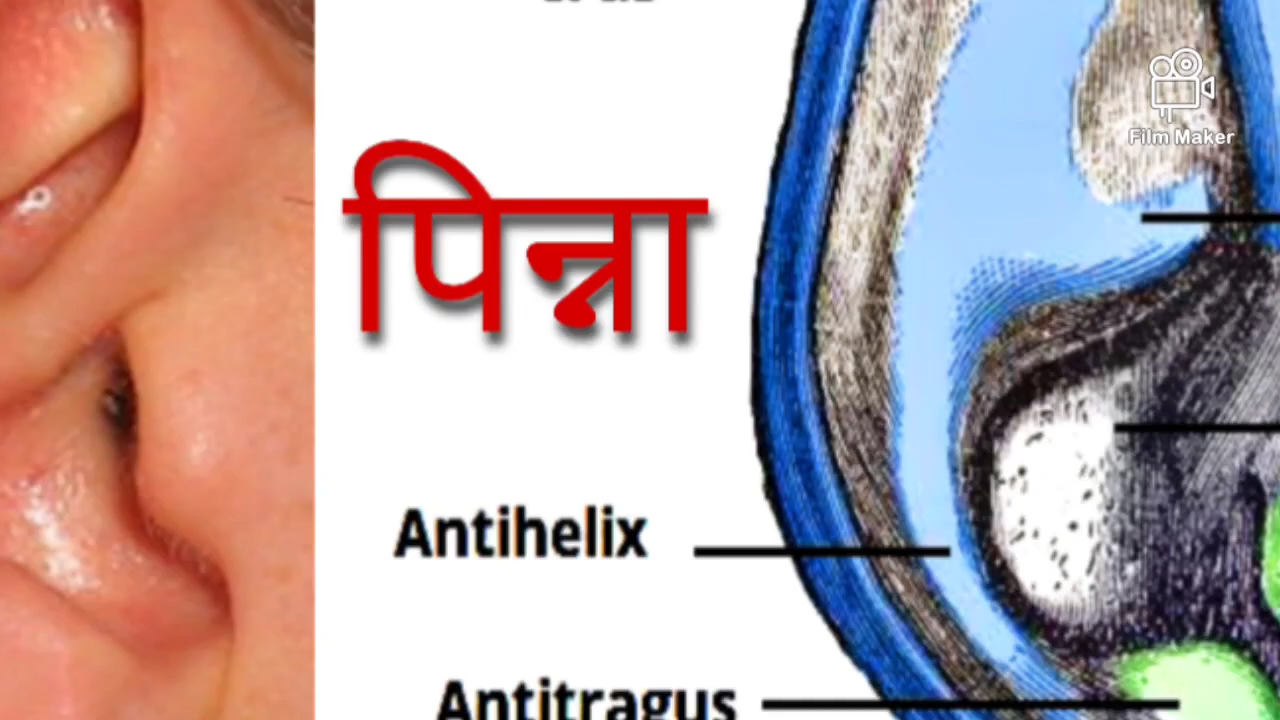 Film Maker
पिन्ना
Antihelix
Antitragus